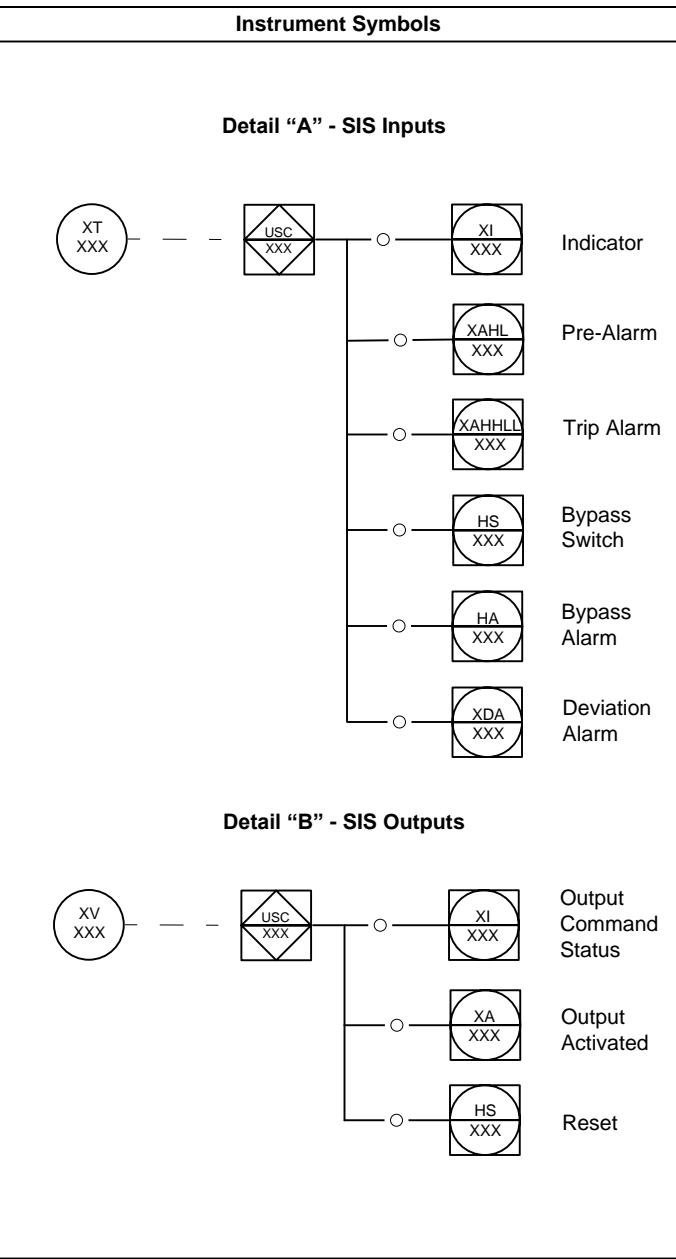 Instrument Symbols
Detail “A” - SIS Inputs
XT
XXX
USC
XXX
XI
XXX
Indicator
XAHL
XXX
Pre-Alarm
XAHHLL
XXX
Trip Alarm
HS
XXX
Bypass
Switch
HA
XXX
Bypass
Alarm
XDA
XXX
Deviation
Alarm
Detail “B” - SIS Outputs
XV
XXX
USC
XXX
XI
XXX
Output
Command
Status
XA
XXX
Output
Activated
HS
XXX
Reset